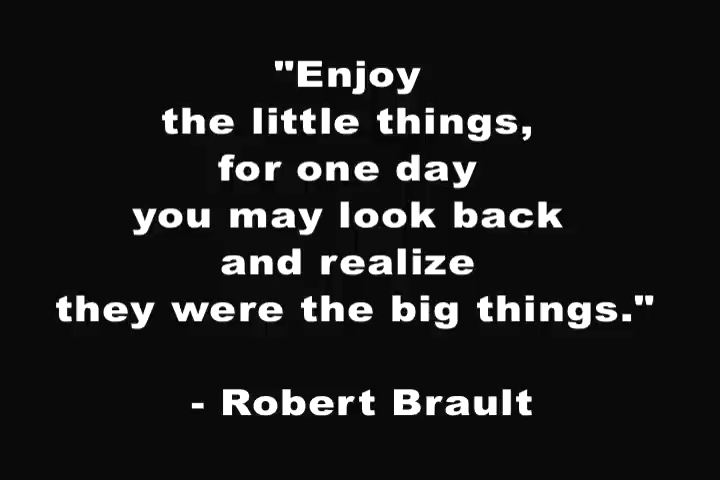 "Enjoy
the little things,
for one day
you may look back
and realize
they were the big things."
- Robert Brault